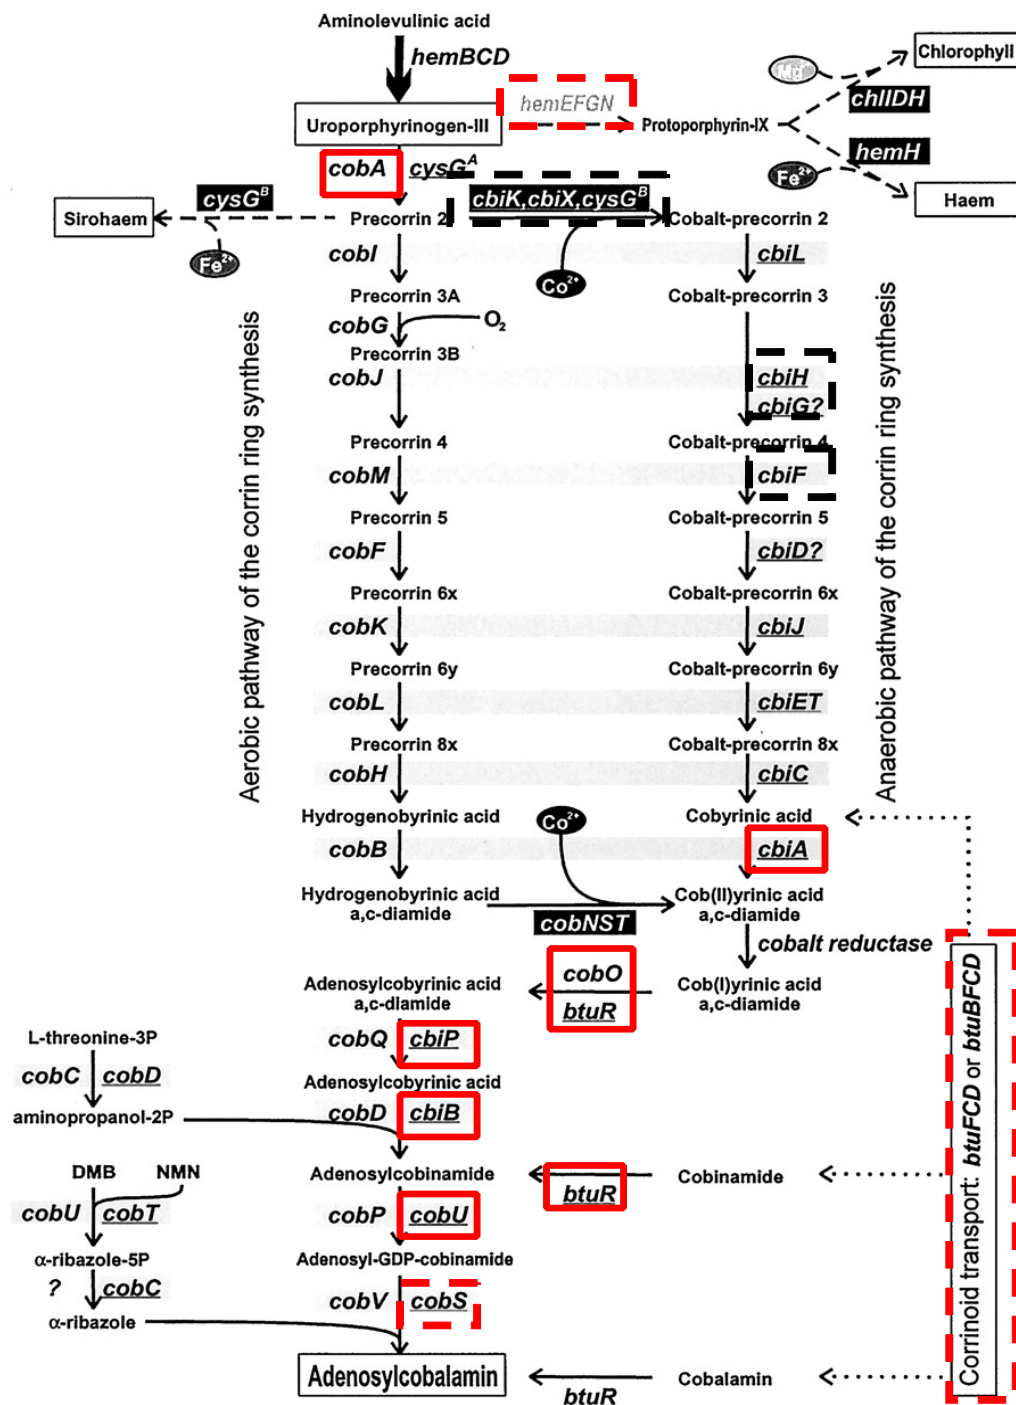 Aminolevulinic acid
hemBCD
Chlorophyll
Mg
chlIDH
hemEFGN
Uroporphyrinogen-III
Protoporphyrin-IX
hemH
Fe2+
Haem
cobA cysG^A
cysG^B
cbiK,cbiX,cysG^B
Sirohaem
Precorrin 2
Cobalt-precorrin 2
Fe2+
Co2+
cobI
cbiL
Precorrin 3A
Cobalt-precorrin 3
cobG
O2
Precorrin 3B
cobJ
cbiH
cbiG?
Precorrin 4
Cobalt-precorrin 4
cobM
cbiF
Precorrin 5
Cobalt-precorrin 5
cobF
cbiD?
Precorrin 6x
Cobalt-precorrin 6x
cobK
cbiJ
Precorrin 6y
Cobalt-precorrin 6y
cobL
cbiET
Precorrin 8x
Cobalt-precorrin 8x
cobH
cbiC
Aerobic pathway of the corrin ring synthesis
Anaerobic pathway of the corrin ring synthesis
Hydrogenobyrinic acid
Co2+
Cobyrinic acid
cobB
cbiA
Hydrogenobyrinic acid
a,c-diamide
Cob(II)yrinic acid
a,c-diamide
cobNST
cobalt reductase
cobO
btuR
Adenosylcobyrinic acid
a,c-diamide
Cob(I)yrinic acid
a,c-diamide
L-threonine-3P
cobQ cbiP
cobC cobD
Adenosylcobyrinic acid
aminopropanol-2P
cobD cbiB
DMB NMN
Adenosylcobinamide
btuR
Cobinamide
cobU cobT
cobP cobU
α-ribazole-5P
Adenosyl-GDP-cobinamide
? cobC
cobV cobS
α-ribazole
Adenosylcobalamin
btuR
Cobalamin
Corrinoid transport: btuFCD or btuBFCD